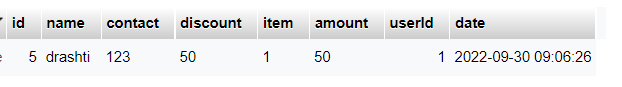 id name contact discount item amount userId date
5 drashti 123 50 1 50 1 2022-09-30 09:06:26